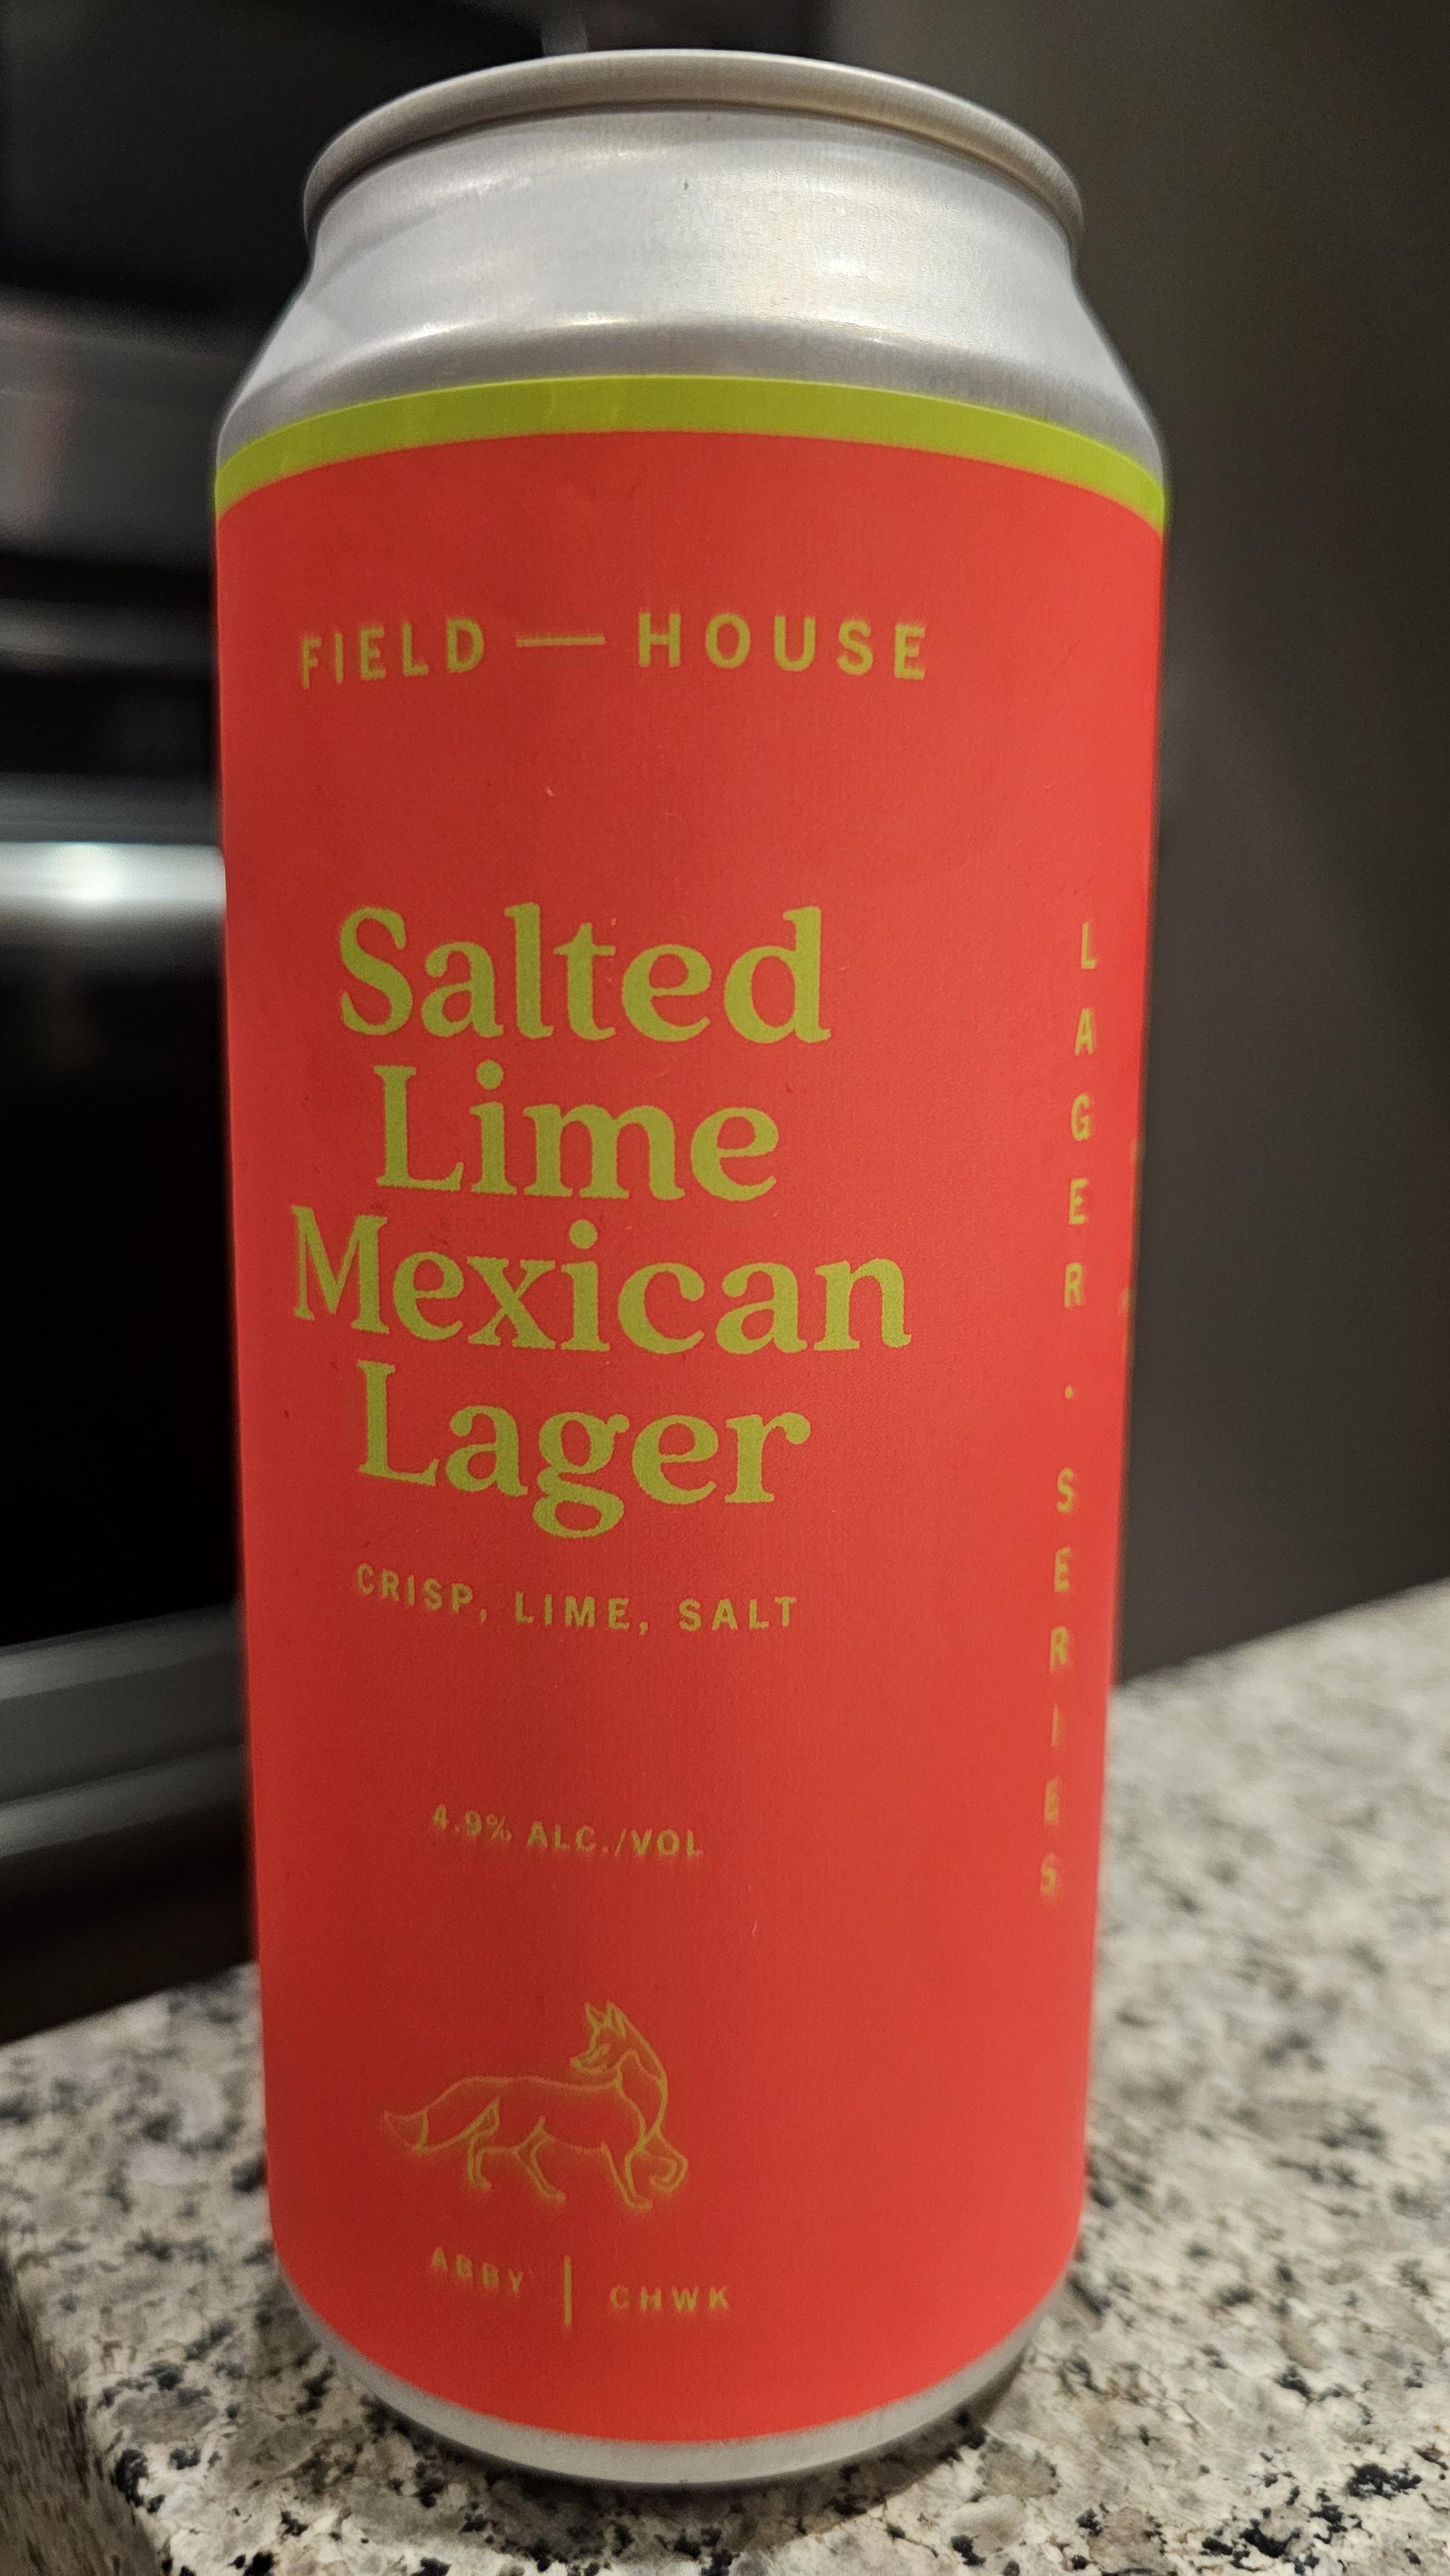 FIELD — HOUSE
Salted
Lime
Mexican
Lager
CRISP, LIME, SALT
4.9% ALC./VOL
ABBY | CHWK
LAGER · SERIES